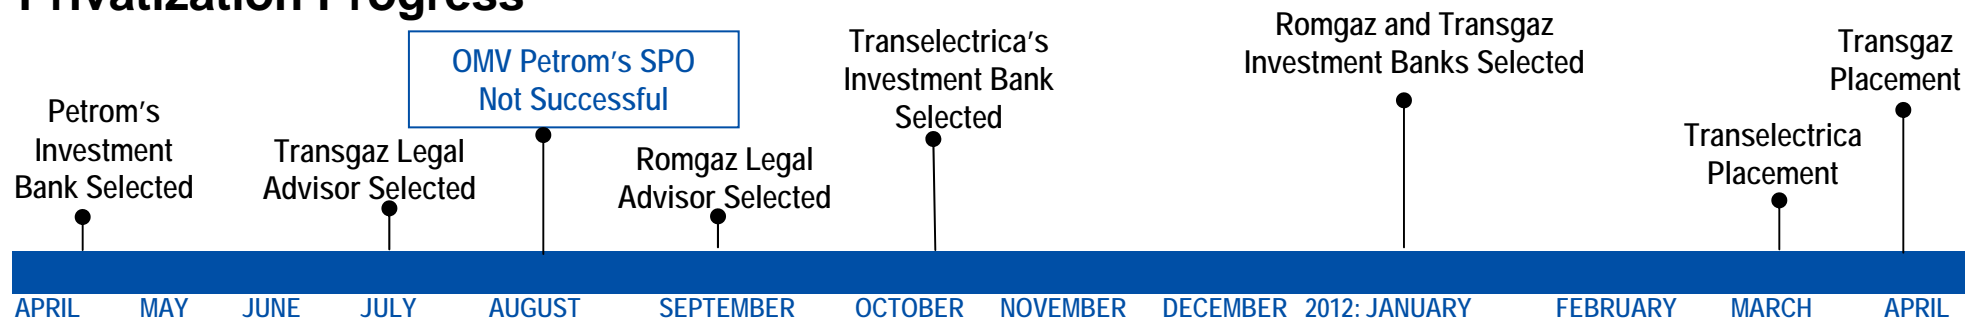 Privatization Progress
Petrom's
Investment
Bank Selected
Transgaz Legal
Advisor Selected
OMV Petrom's SPO
Not Successful
Romgaz Legal
Advisor Selected
Transelectrica's
Investment Bank
Selected
Romgaz and Transgaz
Investment Banks Selected
Transelectrica
Placement
Transgaz
Placement
APRIL MAY JUNE JULY AUGUST SEPTEMBER OCTOBER NOVEMBER DECEMBER 2012: JANUARY FEBRUARY MARCH APRIL